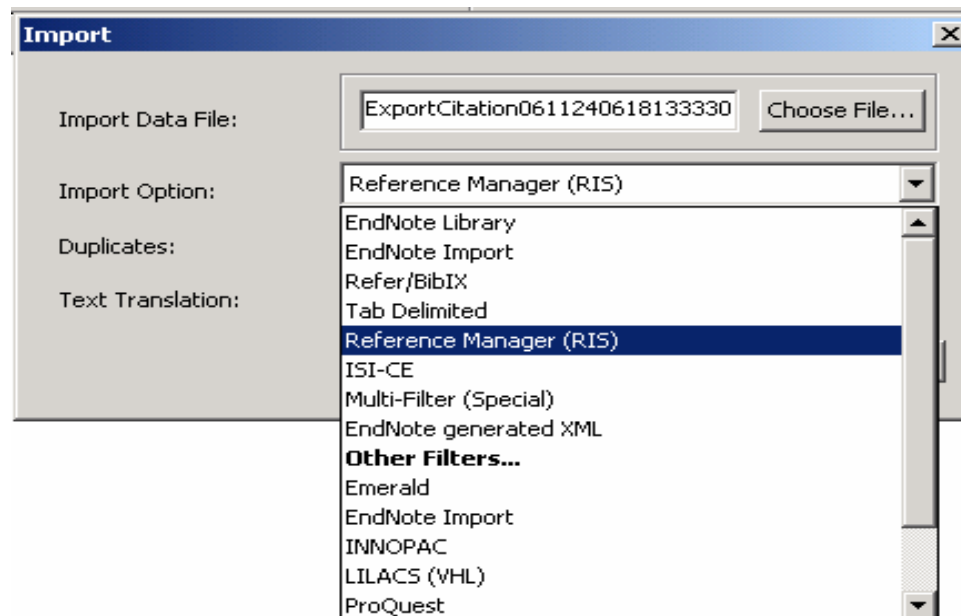 Import
Import Data File:
ExportCitation0611240618133330
Choose File...
Import Option:
Reference Manager (RIS)
Duplicates:
Text Translation:
EndNote Library
EndNote Import
Refer/BibIX
Tab Delimited
Reference Manager (RIS)
ISI-CE
Multi-Filter (Special)
EndNote generated XML
Other Filters...
Emerald
EndNote Import
INNOPAC
LILACS (VHL)
ProQuest